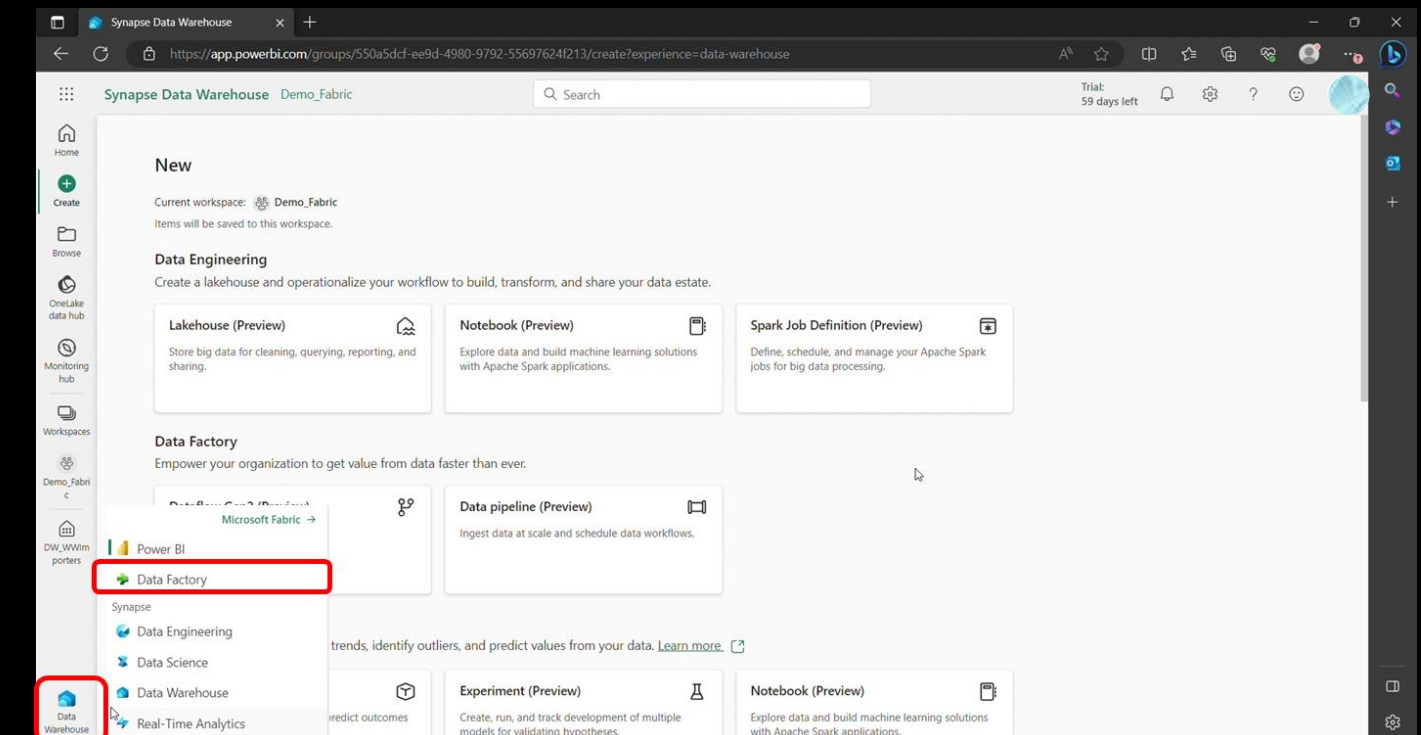 Synapse Data Warehouse
https://app.powerbi.com/groups/550a5dcf-ee9d-4980-9792-55697624f213/create?experience=data-warehouse
Synapse Data Warehouse Demo_Fabric
Search
Trial:
59 days left
Home
Create
Browse
OneLake
data hub
Monitoring
hub
Workspaces
Demo_Fabri
c
DW_WWIm
porters
Data
Warehouse
New
Current workspace: Demo_Fabric
Items will be saved to this workspace.
Data Engineering
Create a lakehouse and operationalize your workflow to build, transform, and share your data estate.
Lakehouse (Preview)
Store big data for cleaning, querying, reporting, and
sharing.
Notebook (Preview)
Explore data and build machine learning solutions
with Apache Spark applications.
Spark Job Definition (Preview)
Define, schedule, and manage your Apache Spark
jobs for big data processing.
Data Factory
Empower your organization to get value from data faster than ever.
Dataflow Gen2 (Preview)
Data pipeline (Preview)
Ingest data at scale and schedule data workflows.
Microsoft Fabric →
Power BI
Data Factory
Synapse
Data Engineering
Data Science
Data Warehouse
Real-Time Analytics
trends, identify outliers, and predict values from your data. Learn more
predict outcomes
Experiment (Preview)
Create, run, and track development of multiple
models for validating hypotheses.
Notebook (Preview)
Explore data and build machine learning solutions
with Apache Spark applications.